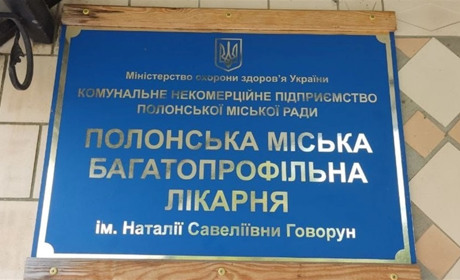 Міністерство охорони здоров'я України
КОМУНАЛЬНЕ НЕКОМЕРЦІЙНЕ ПІДПРИЄМСТВО
ПОЛОНСЬКОЇ МІСЬКОЇ РАДИ
ПОЛОНСЬКА МІСЬКА
БАГАТОПРОФІЛЬНА
ЛІКАРНЯ
ім. Наталії Савеліївни Говорун